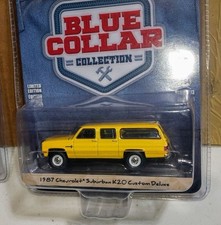 BLUE
COLLAR
COLLECTION
LIMITED
EDITION
1987 Chevrolet® Suburban K20 Custom Deluxe